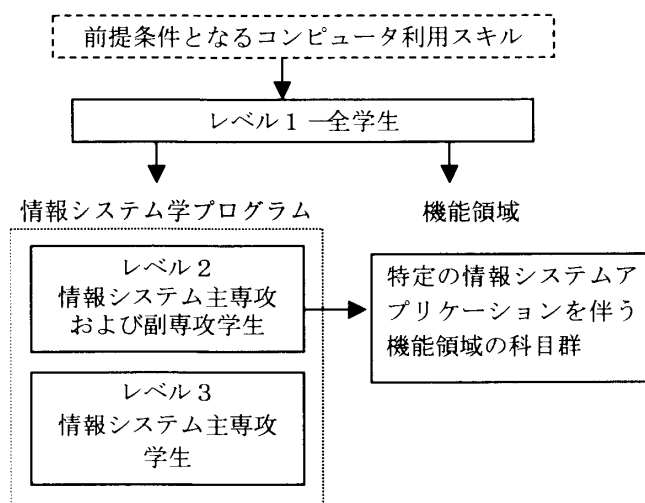 前提条件となるコンピュータ利用スキル
レベル1―全学生
情報システム学プログラム
機能領域
レベル2
情報システム主専攻
および副専攻学生
特定の情報システムア
プリケーションを伴う
機能領域の科目群
レベル3
情報システム主専攻
学生